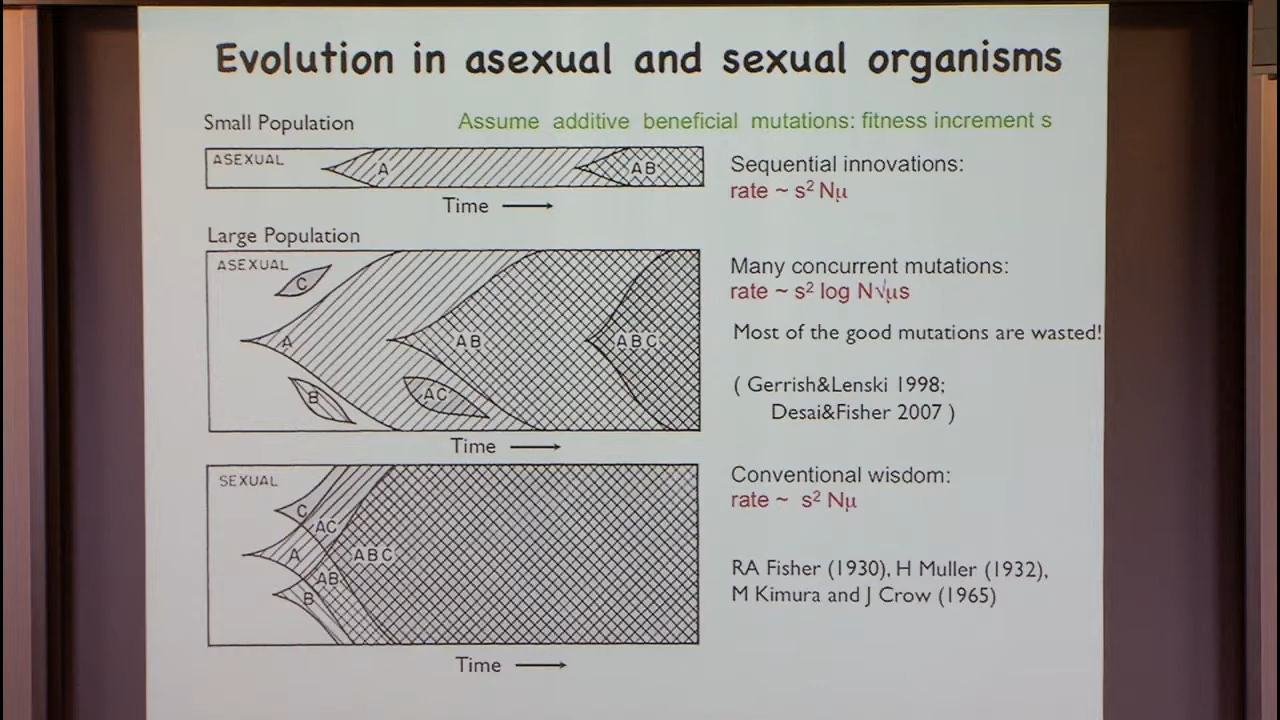 Evolution in asexual and sexual organisms
Small Population
Assume additive beneficial mutations: fitness increment s
ASEXUAL
A
AB
Sequential innovations:
rate ~ s² Nμ
Time
Large Population
ASEXUAL
C
A
B
AB
AC
ABC
Many concurrent mutations:
rate ~ s² log N√μs
Most of the good mutations are wasted!
( Gerrish&Lenski 1998;
Desai&Fisher 2007 )
Time
SEXUAL
C
AC
A
ABC
AB
B
Conventional wisdom:
rate ~ s² Nμ
RA Fisher (1930), H Muller (1932),
M Kimura and J Crow (1965)
Time